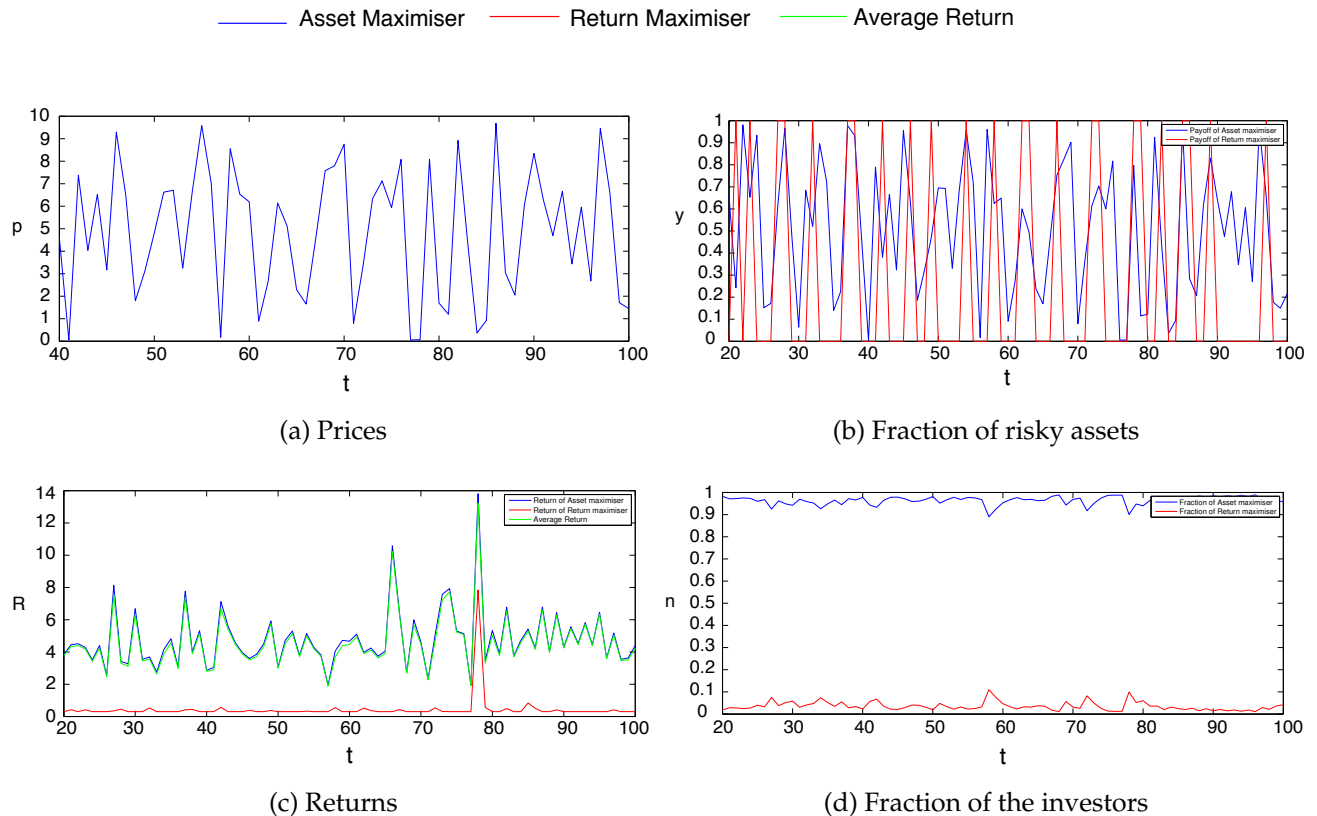 Asset Maximiser Return Maximiser Average Return
10
9
8
7
6
5
4
3
2
1
0
p
40 50 60 70 80 90 100
t
(a) Prices
1
0.9
0.8
0.7
0.6
0.5
0.4
0.3
0.2
0.1
0
y
Payoff of Asset maximiser
Payoff of Return maximiser
20 30 40 50 60 70 80 90 100
t
(b) Fraction of risky assets
14
12
10
8
6
4
2
0
R
Return of Asset maximiser
Return of Return maximiser
Average Return
20 30 40 50 60 70 80 90 100
t
(c) Returns
1
0.9
0.8
0.7
0.6
0.5
0.4
0.3
0.2
0.1
0
n
Fraction of Asset maximiser
Fraction of Return maximiser
20 30 40 50 60 70 80 90 100
t
(d) Fraction of the investors